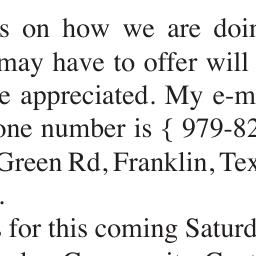 s on how we are doin
may have to offer will
e appreciated. My e-m
one number is { 979-82
Green Rd, Franklin, Tex
.
s for this coming Saturd